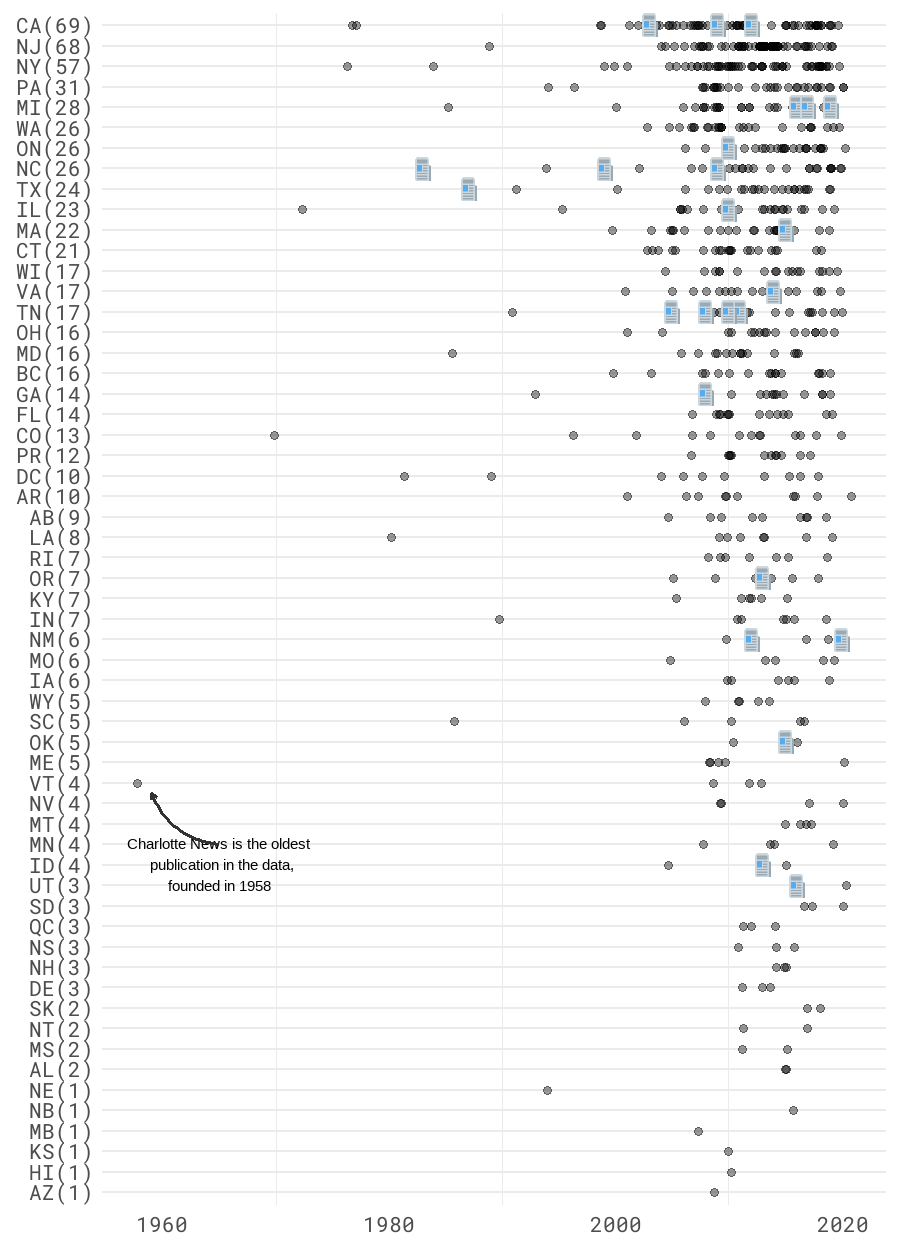 CA(69)
NJ(68)
NY(57)
PA(31)
MI(28)
WA(26)
ON(26)
NC(26)
TX(24)
IL(23)
MA(22)
CT(21)
WI(17)
VA(17)
TN(17)
OH(16)
MD(16)
BC(16)
GA(14)
FL(14)
CO(13)
PR(12)
DC(10)
AR(10)
AB(9)
LA(8)
RI(7)
OR(7)
KY(7)
IN(7)
NM(6)
MO(6)
IA(6)
WY(5)
SC(5)
OK(5)
ME(5)
VT(4)
NV(4)
MT(4)
MN(4)
ID(4)
UT(3)
SD(3)
QC(3)
NS(3)
NH(3)
DE(3)
SK(2)
NT(2)
MS(2)
AL(2)
NE(1)
NB(1)
MB(1)
KS(1)
HI(1)
AZ(1)
Charlotte News is the oldest
publication in the data,
founded in 1958
1960 1980 2000 2020